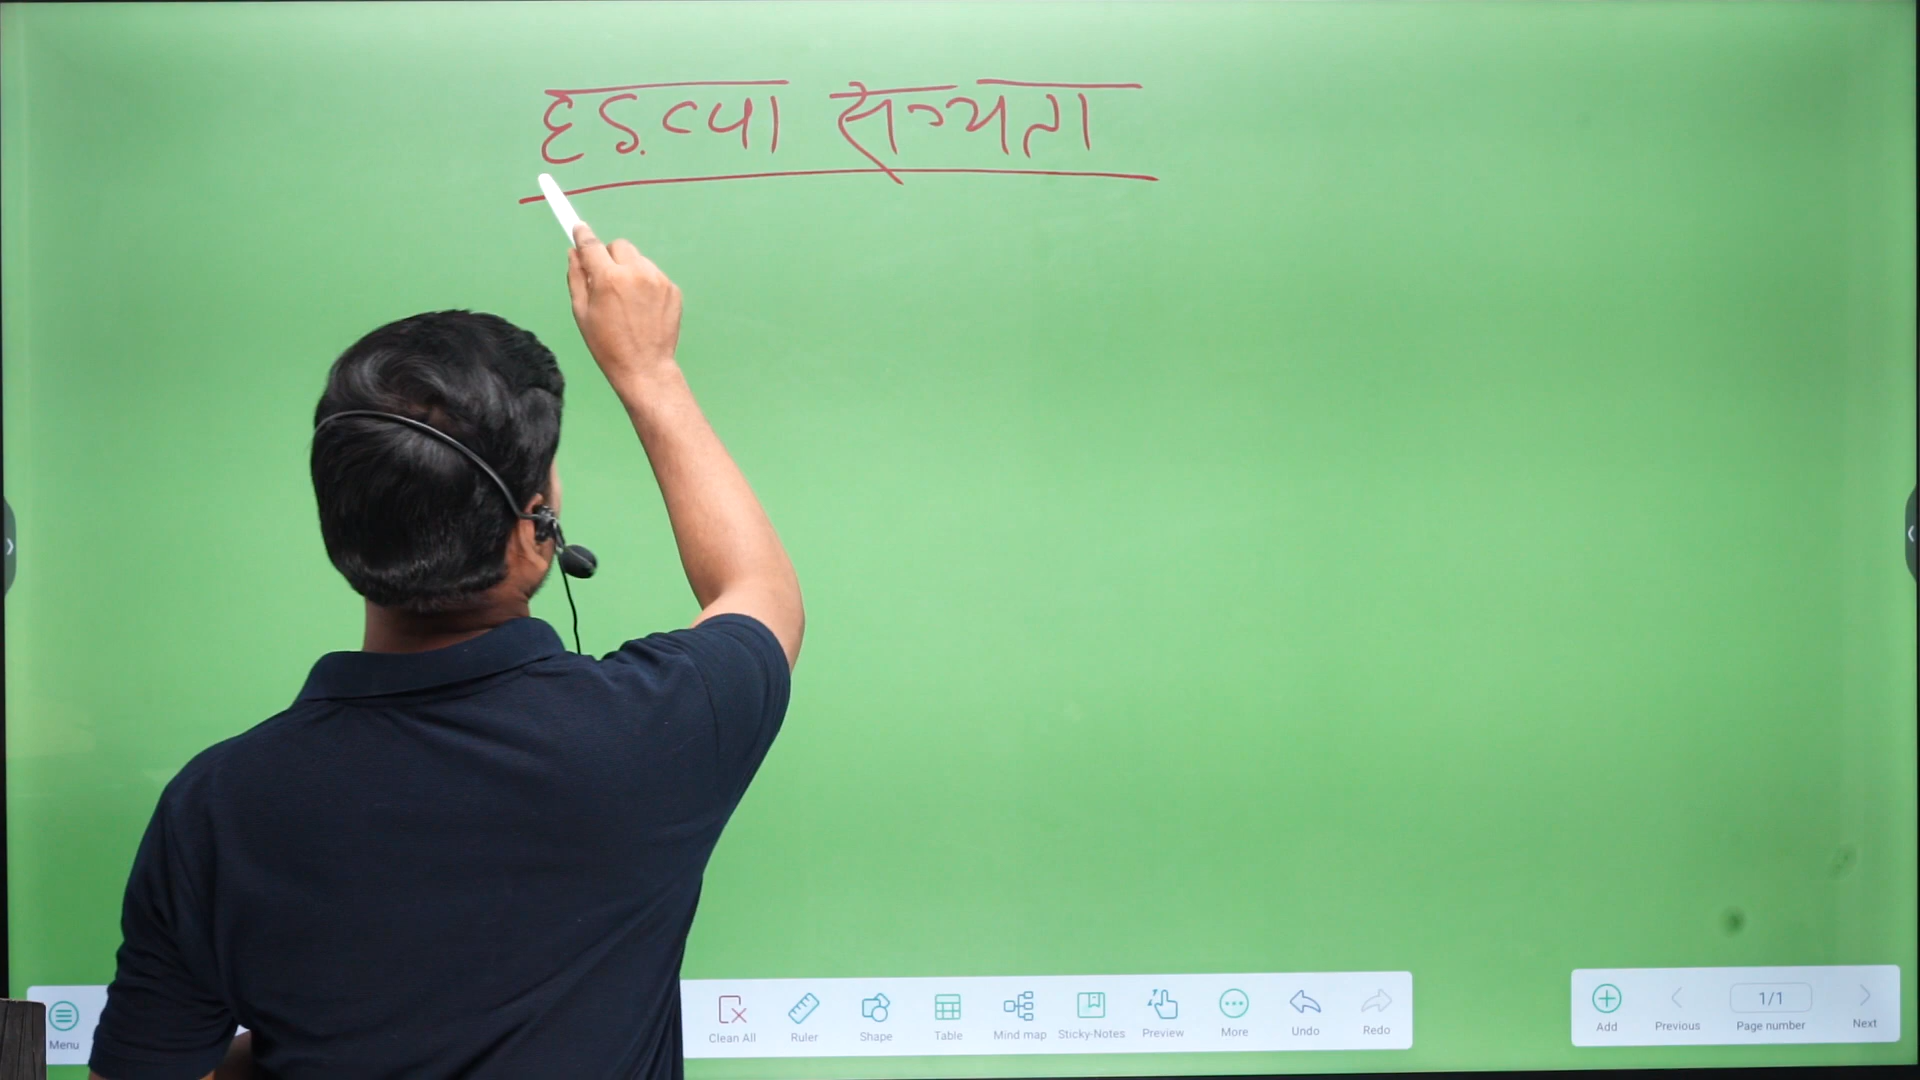 हड़प्पा सभ्यता
Menu
Clean All
Ruler
Shape
Table
Mind map
Sticky-Notes
Preview
More
Undo
Redo
Add
Previous
1/1
Page number
Next